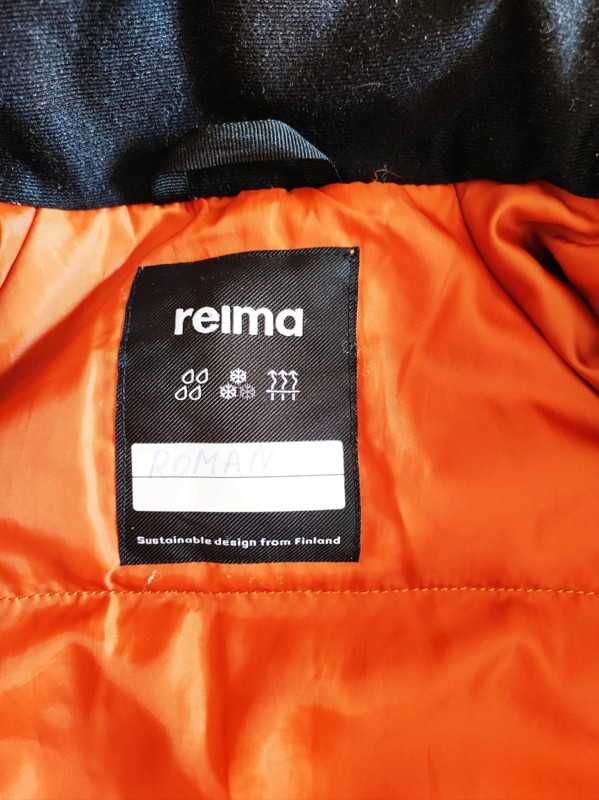 reima
ROMAN
Sustainable design from Finland